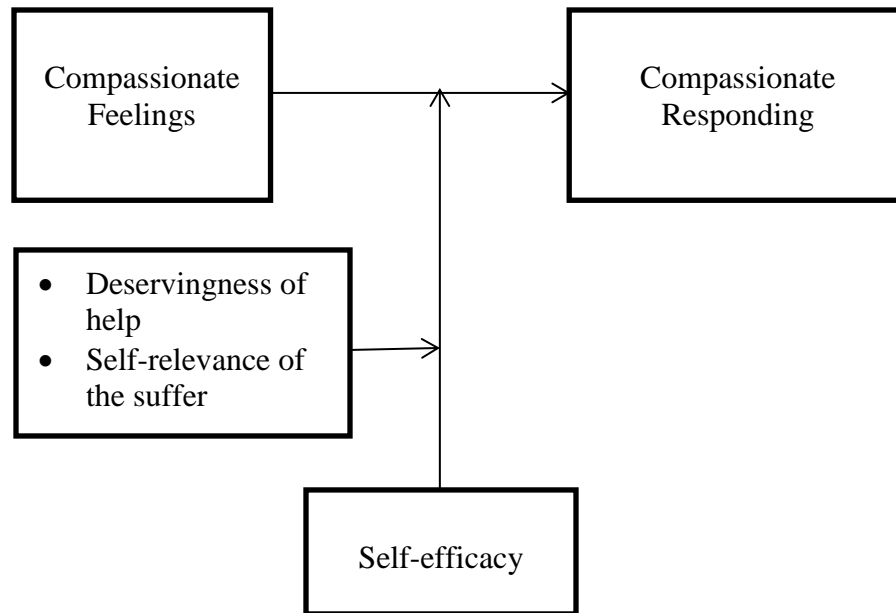 Compassionate
Feelings
Compassionate
Responding
• Deservingness of
help
• Self-relevance of
the suffer
Self-efficacy